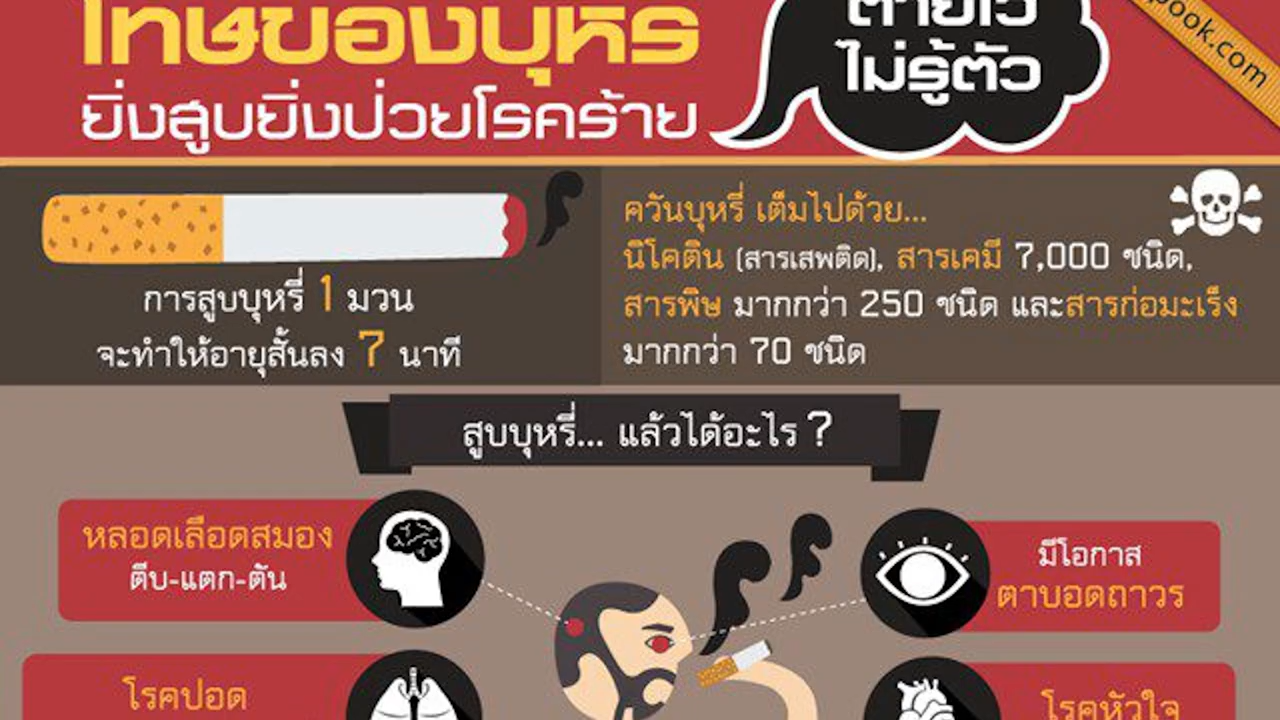 โทษของบุหรี่
ยิ่งสูบยิ่งป่วยโรคร้าย
ตายไว
ไม่รู้ตัว
book.com
การสูบบุหรี่ 1 มวน
จะทำให้อายุสั้นลง 7 นาที
ควันบุหรี่ เต็มไปด้วย...
นิโคติน (สารเสพติด), สารเคมี 7,000 ชนิด,
สารพิษ มากกว่า 250 ชนิด และสารก่อมะเร็ง
มากกว่า 70 ชนิด
สูบบุหรี่... แล้วได้อะไร ?
หลอดเลือดสมอง
ตีบ-แตก-ตัน
มีโอกาส
ตาบอดถาวร
โรคปอด
โรคหัวใจ